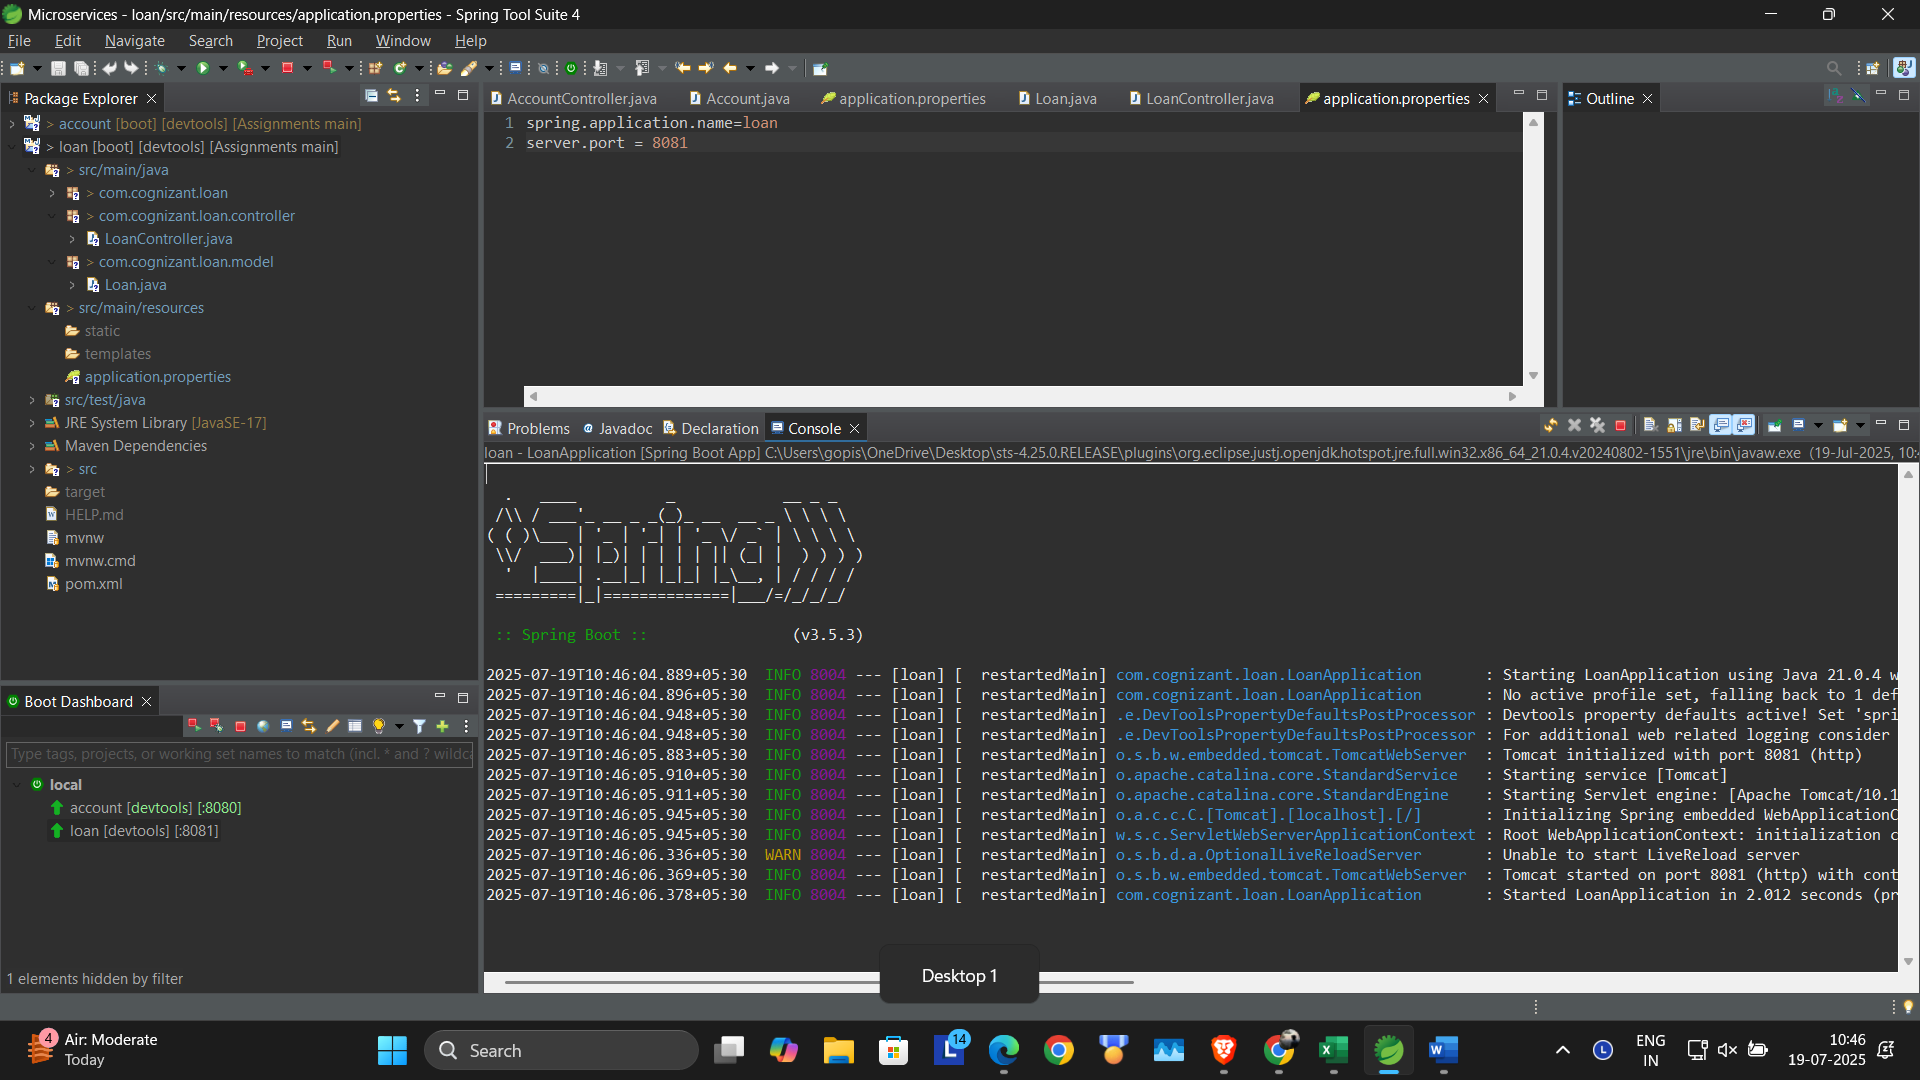 Microservices - loan/src/main/resources/application.properties - Spring Tool Suite 4
File Edit Navigate Search Project Run Window Help
Package Explorer
> account [boot] [devtools] [Assignments main]
> loan [boot] [devtools] [Assignments main]
> src/main/java
> com.cognizant.loan
> com.cognizant.loan.controller
LoanController.java
> com.cognizant.loan.model
Loan.java
> src/main/resources
static
templates
application.properties
src/test/java
JRE System Library [JavaSE-17]
Maven Dependencies
> src
target
HELP.md
mvnw
mvnw.cmd
pom.xml
AccountController.java Account.java application.properties Loan.java LoanController.java application.properties
1 spring.application.name=loan
2 server.port = 8081
Outline
Boot Dashboard
Type tags, projects, or working set names to match (incl. * and ? wildca
local
account [devtools] [:8080]
loan [devtools] [:8081]
1 elements hidden by filter
Problems Javadoc Declaration Console
loan - LoanApplication [Spring Boot App] C:\Users\gopis\OneDrive\Desktop\sts-4.25.0.RELEASE\plugins\org.eclipse.justj.openjdk.hotspot.jre.full.win32.x86_64_21.0.4.v20240802-1551\jre\bin\javaw.exe (19-Jul-2025, 10:4
Spring
:: Spring Boot :: (v3.5.3)
2025-07-19T10:46:04.889+05:30 INFO 8004 --- [loan] [ restartedMain] com.cognizant.loan.LoanApplication : Starting LoanApplication using Java 21.0.4 w
2025-07-19T10:46:04.896+05:30 INFO 8004 --- [loan] [ restartedMain] com.cognizant.loan.LoanApplication : No active profile set, falling back to 1 def
2025-07-19T10:46:04.948+05:30 INFO 8004 --- [loan] [ restartedMain] .e.DevToolsPropertyDefaultsPostProcessor : Devtools property defaults active! Set 'spri
2025-07-19T10:46:04.948+05:30 INFO 8004 --- [loan] [ restartedMain] .e.DevToolsPropertyDefaultsPostProcessor : For additional web related logging consider
2025-07-19T10:46:05.883+05:30 INFO 8004 --- [loan] [ restartedMain] o.s.b.w.embedded.tomcat.TomcatWebServer : Tomcat initialized with port 8081 (http)
2025-07-19T10:46:05.910+05:30 INFO 8004 --- [loan] [ restartedMain] o.apache.catalina.core.StandardService : Starting service [Tomcat]
2025-07-19T10:46:05.911+05:30 INFO 8004 --- [loan] [ restartedMain] o.apache.catalina.core.StandardEngine : Starting Servlet engine: [Apache Tomcat/10.1
2025-07-19T10:46:05.945+05:30 INFO 8004 --- [loan] [ restartedMain] o.a.c.c.C.[Tomcat].[localhost].[/] : Initializing Spring embedded WebApplicationC
2025-07-19T10:46:05.945+05:30 INFO 8004 --- [loan] [ restartedMain] w.s.c.ServletWebServerApplicationContext : Root WebApplicationContext: initialization c
2025-07-19T10:46:06.336+05:30 WARN 8004 --- [loan] [ restartedMain] o.s.b.d.a.OptionalLiveReloadServer : Unable to start LiveReload server
2025-07-19T10:46:06.369+05:30 INFO 8004 --- [loan] [ restartedMain] o.s.b.w.embedded.tomcat.TomcatWebServer : Tomcat started on port 8081 (http) with cont
2025-07-19T10:46:06.378+05:30 INFO 8004 --- [loan] [ restartedMain] com.cognizant.loan.LoanApplication : Started LoanApplication in 2.012 seconds (pr
Desktop 1
4
Air: Moderate
Today
Search
14
ENG
IN
10:46
19-07-2025